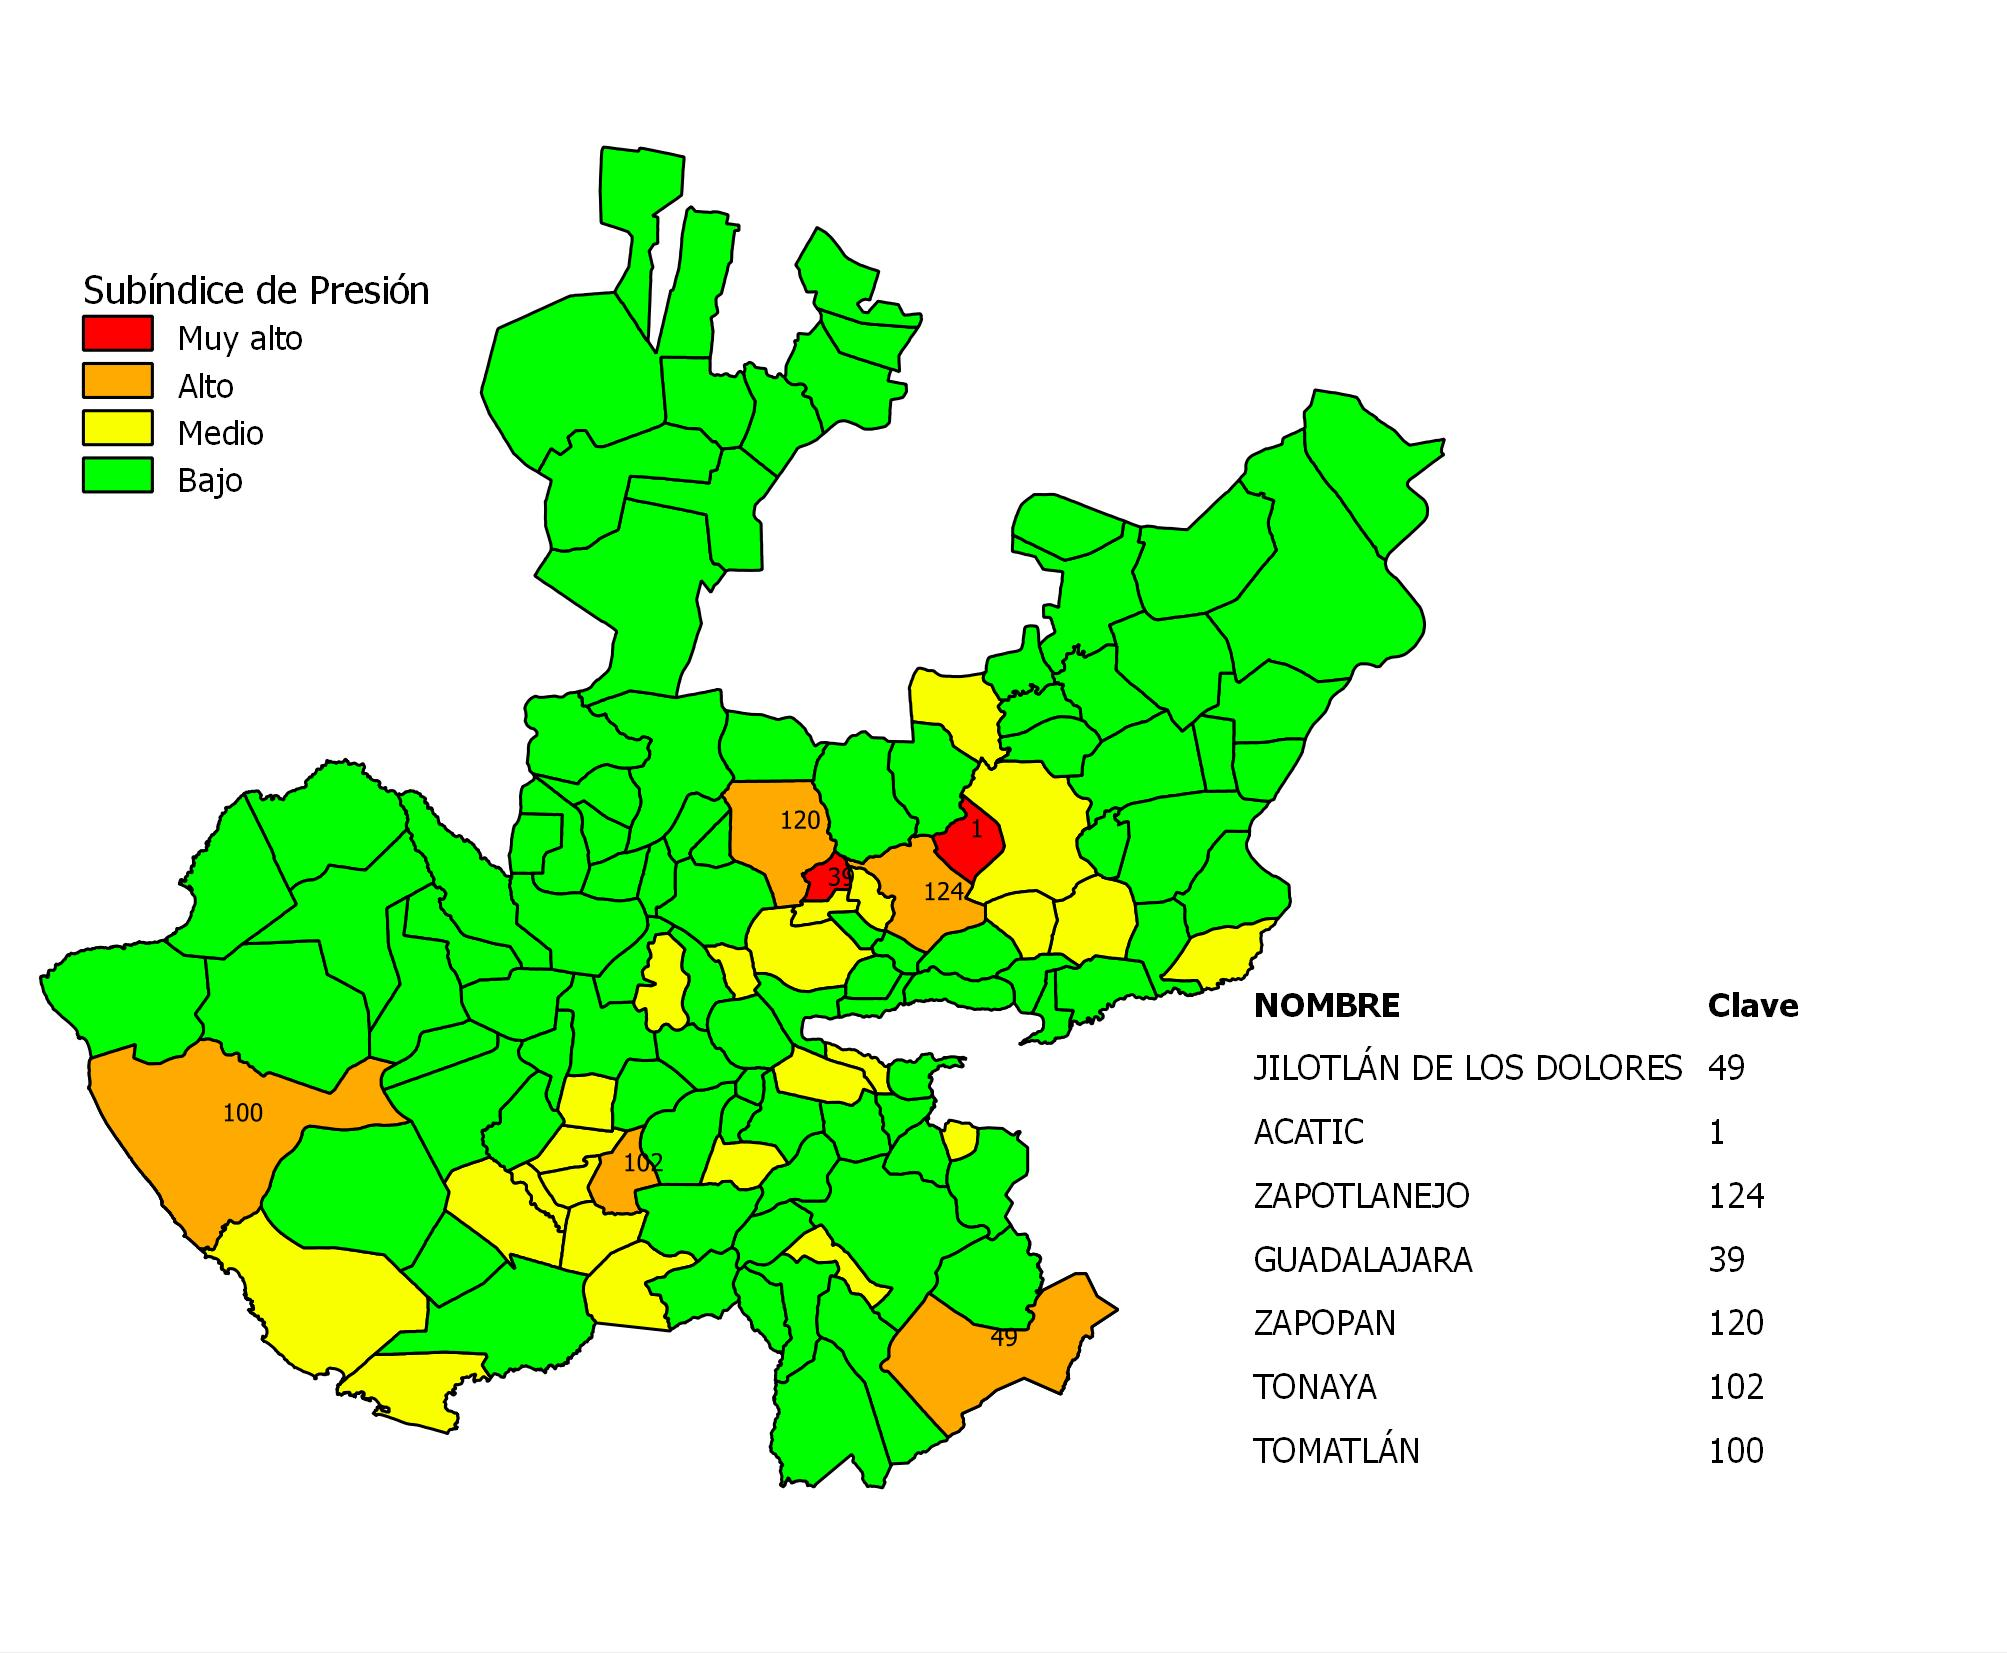 Subíndice de Presión
Muy alto
Alto
Medio
Bajo
120
1
39
124
100
102
49
NOMBRE Clave
JILOTLÁN DE LOS DOLORES 49
ACATIC 1
ZAPOTLANEJO 124
GUADALAJARA 39
ZAPOPAN 120
TONAYA 102
TOMATLÁN 100